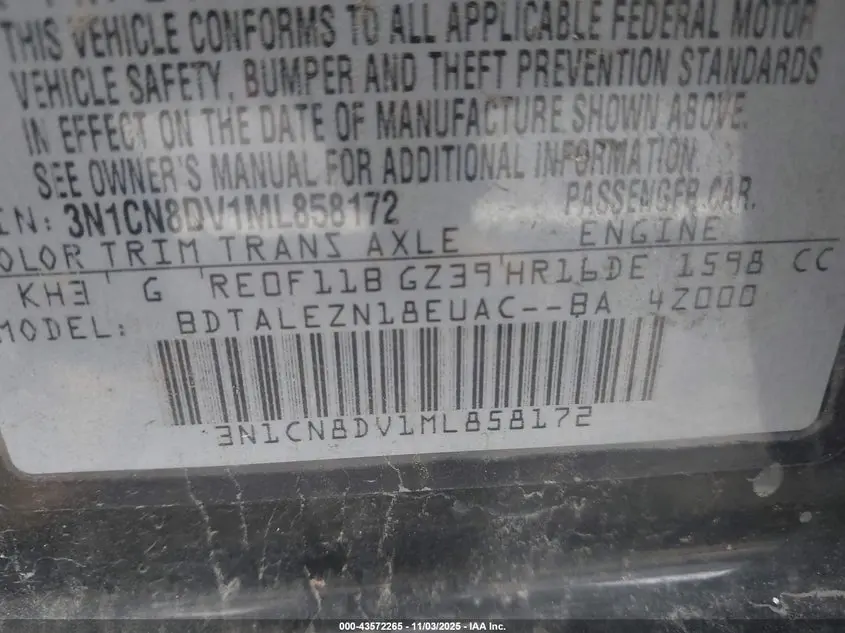 THIS VEHICLE CONFORMS TO ALL APPLICABLE FEDERAL MOTOR
VEHICLE SAFETY, BUMPER AND THEFT PREVENTION STANDARDS
IN EFFECT ON THE DATE OF MANUFACTURE SHOWN ABOVE.
SEE OWNER'S MANUAL FOR ADDITIONAL INFORMATION.
IN: 3N1CN8DV1ML858172 PASSENGER CAR.
OLOR TRIM TRANS AXLE ENGINE
KH3 G RE0F11B GZ39 HR16DE 1598 CC
MODEL: BDTALEZN18EUAC--BA 4Z000
3N1CN8DV1ML858172
000-43572265 - 11/03/2025 - IAA Inc.